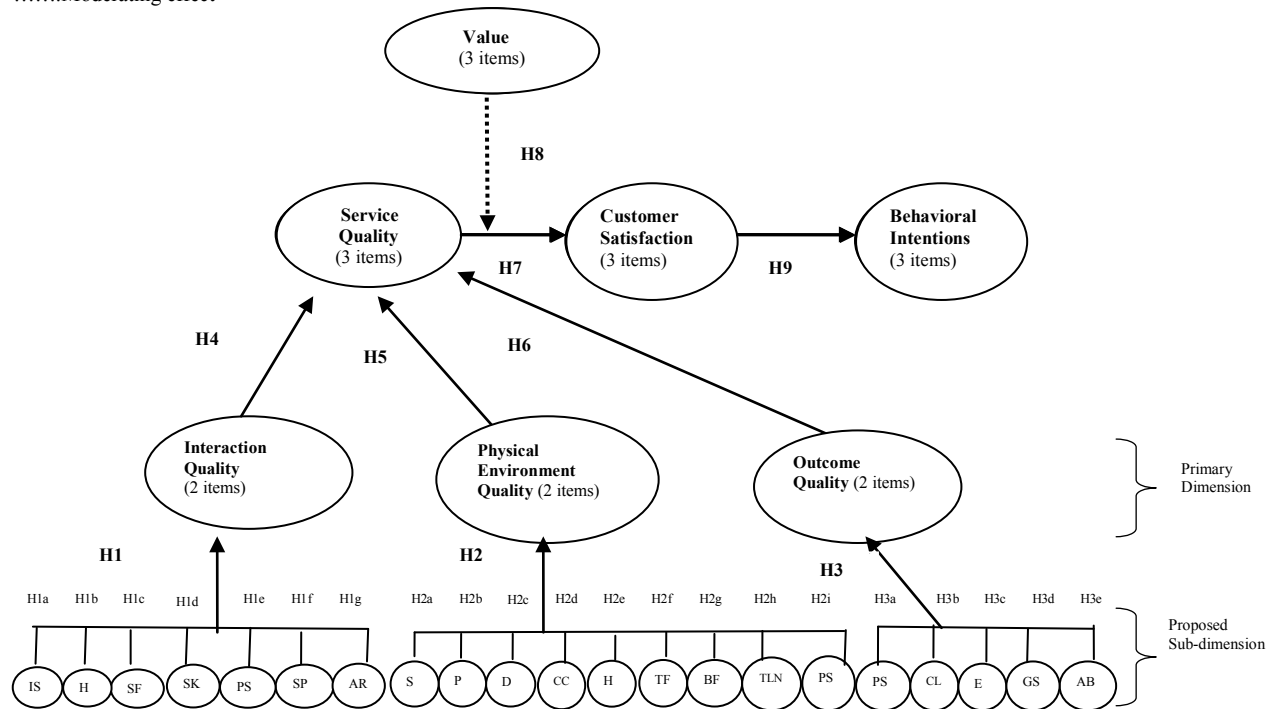 Value
(3 items)
H8
Service
Quality
(3 items)
Customer
Satisfaction
(3 items)
Behavioral
Intentions
(3 items)
H7
H9
H4
H5
H6
Interaction
Quality
(2 items)
Physical
Environment
Quality (2 items)
Outcome
Quality (2 items)
Primary
Dimension
H1
H2
H3
H1a H1b H1c H1d H1e H1f H1g H2a H2b H2c H2d H2e H2f H2g H2h H2i H3a H3b H3c H3d H3e
Proposed
Sub-dimension
IS H SF SK PS SP AR S P D CC H TF BF TLN PS PS CL E GS AB